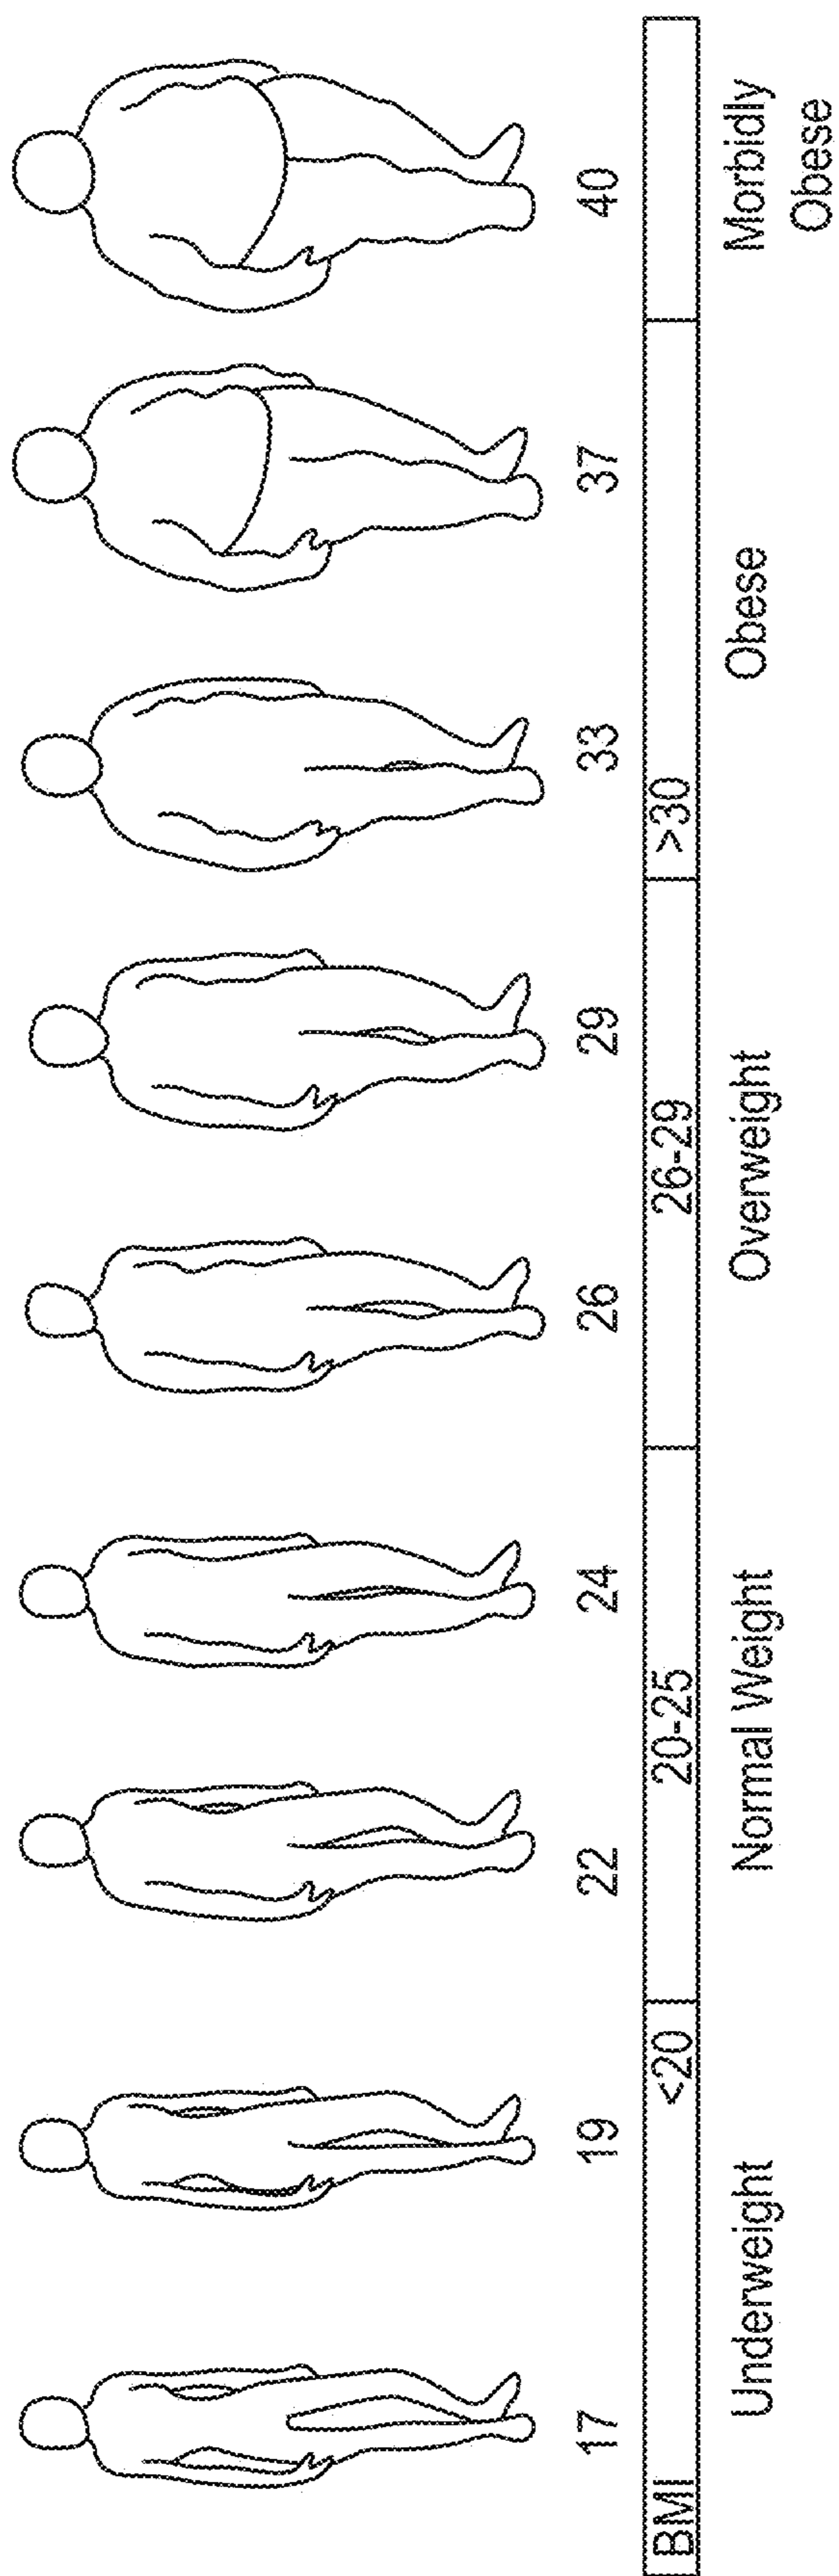 17 19 22 24 26 29 33 37 40
BMI <20 20-25 26-29 >30
Underweight Normal Weight Overweight Obese Morbidly
Obese